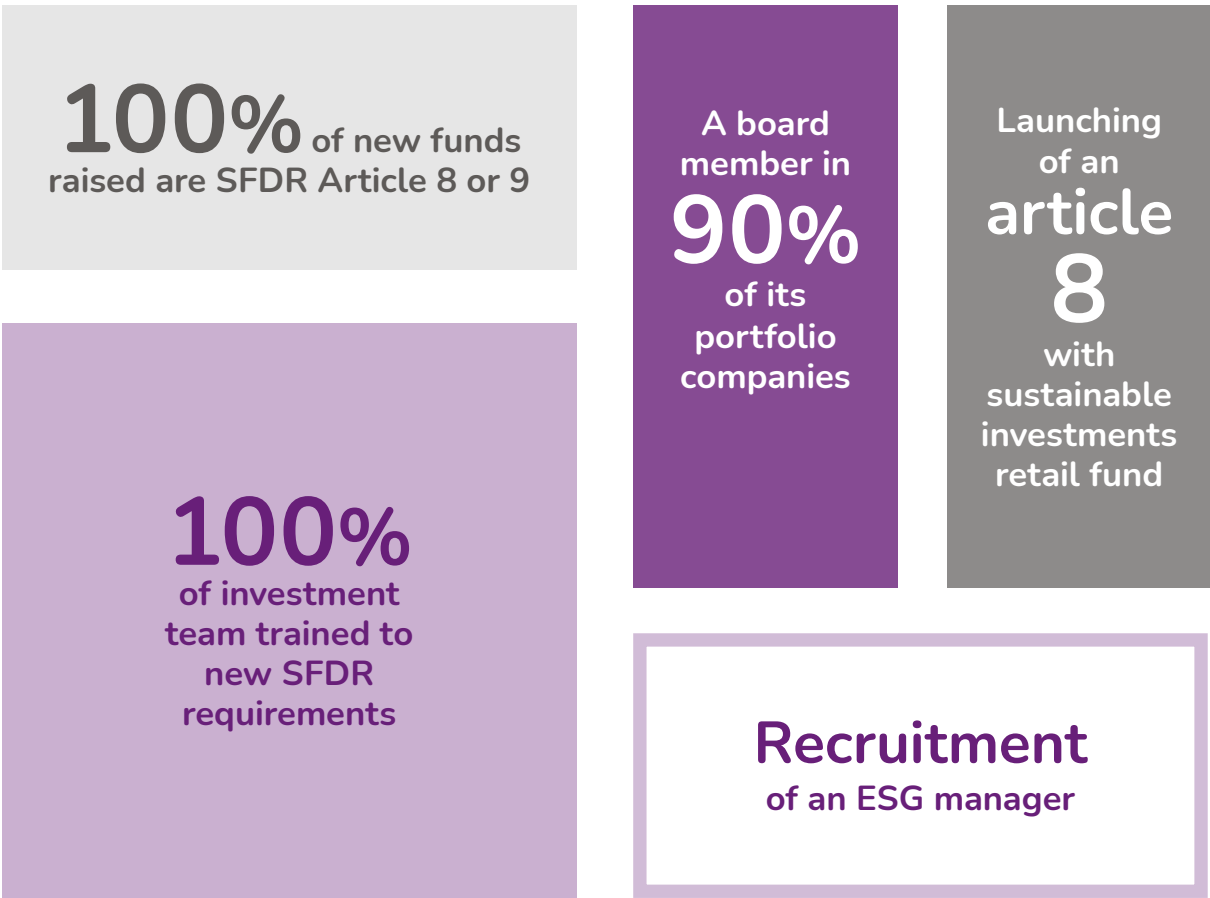 100% of new funds
raised are SFDR Article 8 or 9
100%
of investment
team trained to
new SFDR
requirements
A board
member in
90%
of its
portfolio
companies
Launching
of an
article
8
with
sustainable
investments
retail fund
Recruitment
of an ESG manager